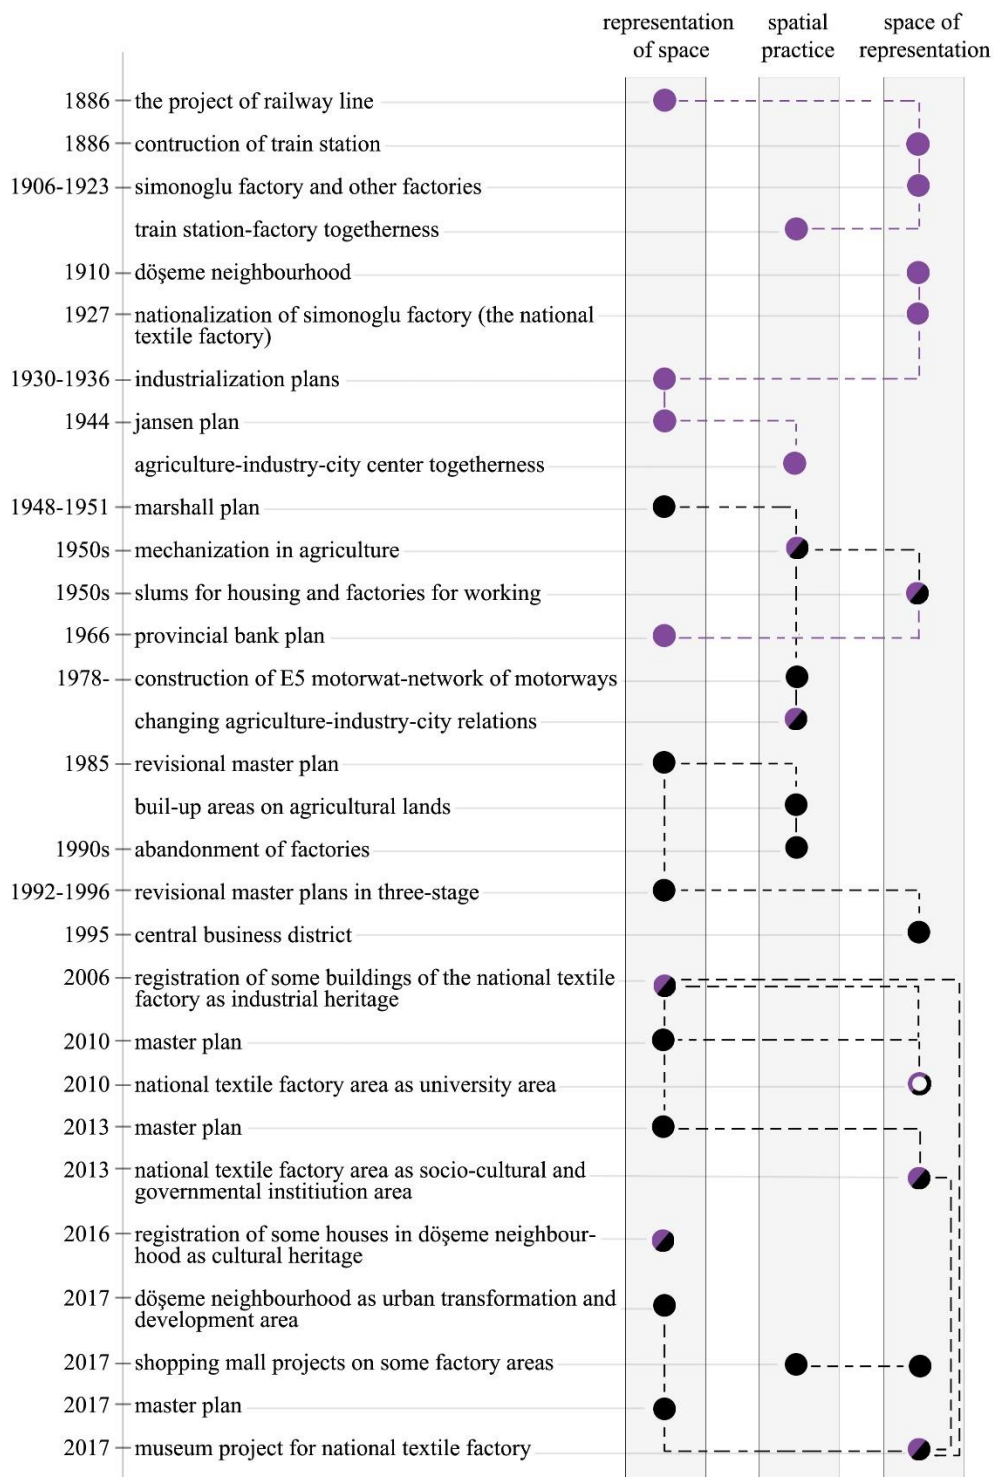 representation of space
spatial practice
space of representation
1886 the project of railway line
1886 contruction of train station
1906-1923 simonoglu factory and other factories
train station-factory togetherness
1910 döşeme neighbourhood
1927 nationalization of simonoglu factory (the national
textile factory)
1930-1936 industrialization plans
1944 jansen plan
agriculture-industry-city center togetherness
1948-1951 marshall plan
1950s mechanization in agriculture
1950s slums for housing and factories for working
1966 provincial bank plan
1978- construction of E5 motorwat-network of motorways
changing agriculture-industry-city relations
1985 revisional master plan
buil-up areas on agricultural lands
1990s abandonment of factories
1992-1996 revisional master plans in three-stage
1995 central business district
2006 registration of some buildings of the national textile
factory as industrial heritage
2010 master plan
2010 national textile factory area as university area
2013 master plan
2013 national textile factory area as socio-cultural and
governmental institiution area
2016 registration of some houses in döşeme neighbour-
hood as cultural heritage
2017 döşeme neighbourhood as urban transformation and
development area
2017 shopping mall projects on some factory areas
2017 master plan
2017 museum project for national textile factory